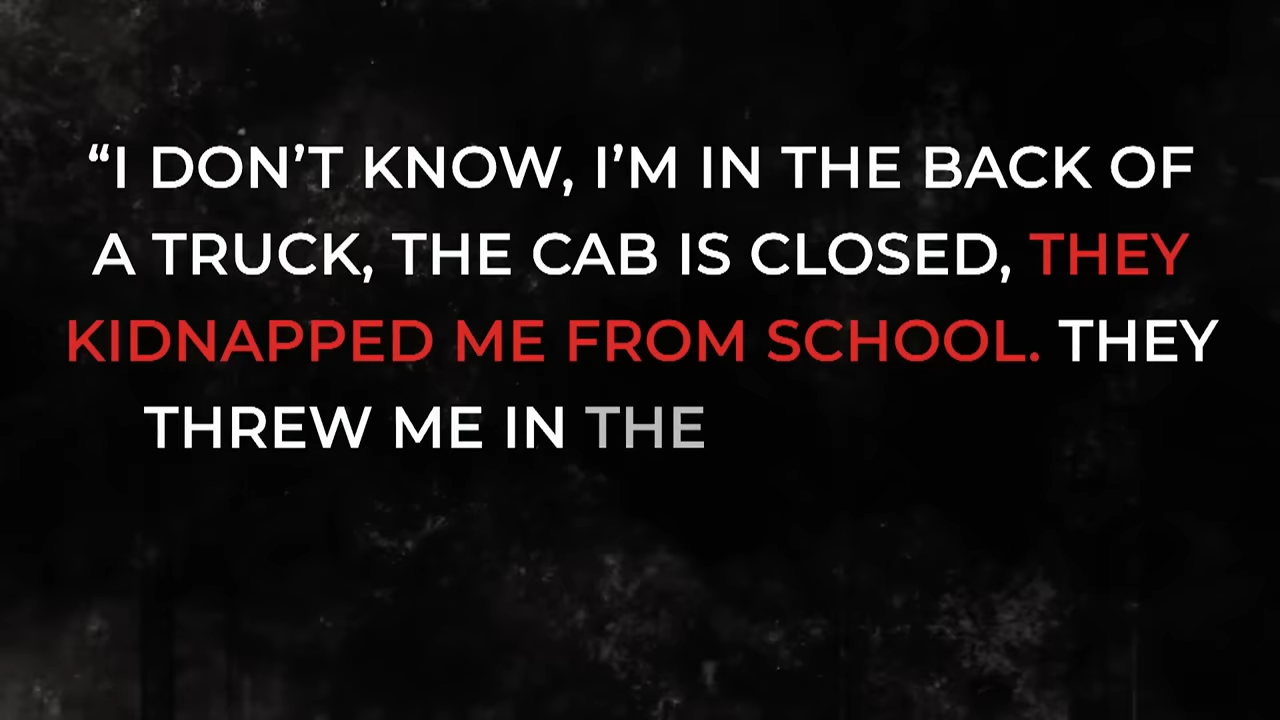 “I DON’T KNOW, I’M IN THE BACK OF
A TRUCK, THE CAB IS CLOSED, THEY
KIDNAPPED ME FROM SCHOOL. THEY
THREW ME IN THE